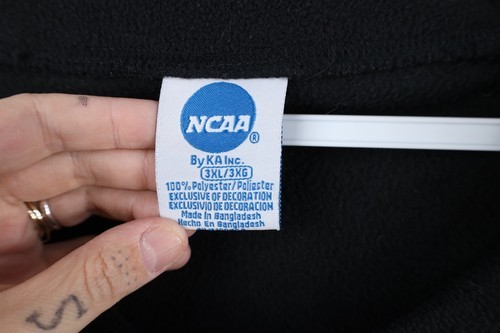 NCAA®
By KA Inc.
3XL/3XG
100% Polyester/Poliester
EXCLUSIVE OF DECORATION
EXCLUSIVO DE DECORACION
Made In Bangladesh
Hecho En Bangladesh